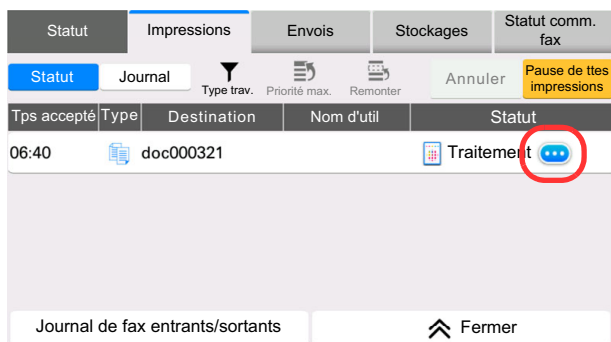 Statut
Impressions
Envois
Stockages
Statut comm.
fax
Statut
Journal
Type trav.
Priorité max.
Remonter
Annuler
Pause de ttes
impressions
Tps accepté
Type
Destination
Nom d'util
Statut
06:40
doc000321
Traitement
Journal de fax entrants/sortants
Fermer